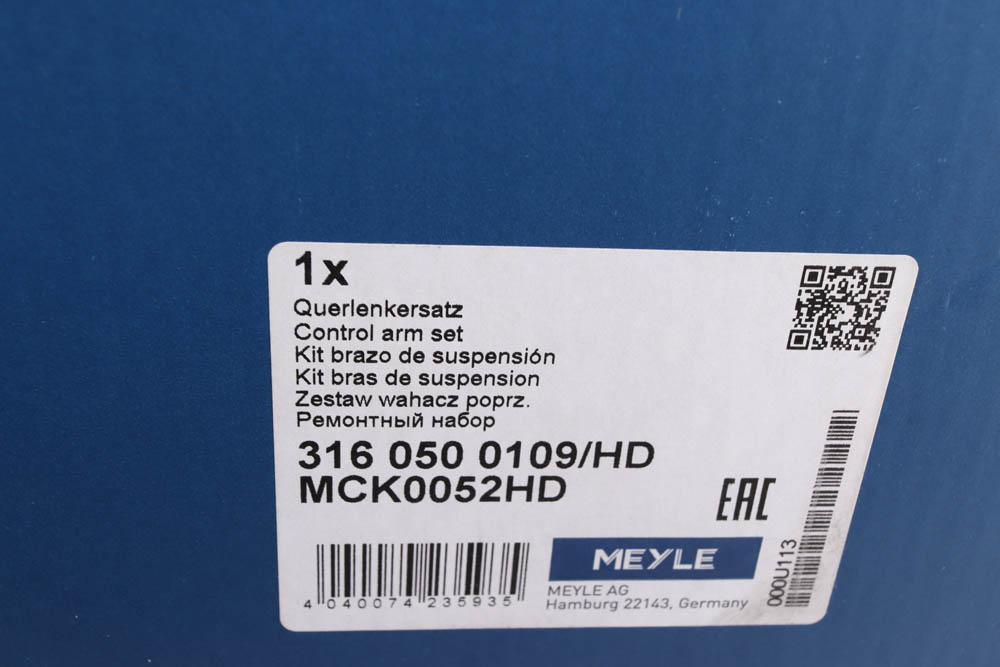 1x
Querlenkersatz
Control arm set
Kit brazo de suspensión
Kit bras de suspension
Zestaw wahacz poprz.
Ремонтный набор
316 050 0109/HD
MCK0052HD
EAC
4 040074 235935
MEYLE
MEYLE AG
Hamburg 22143, Germany
000U113